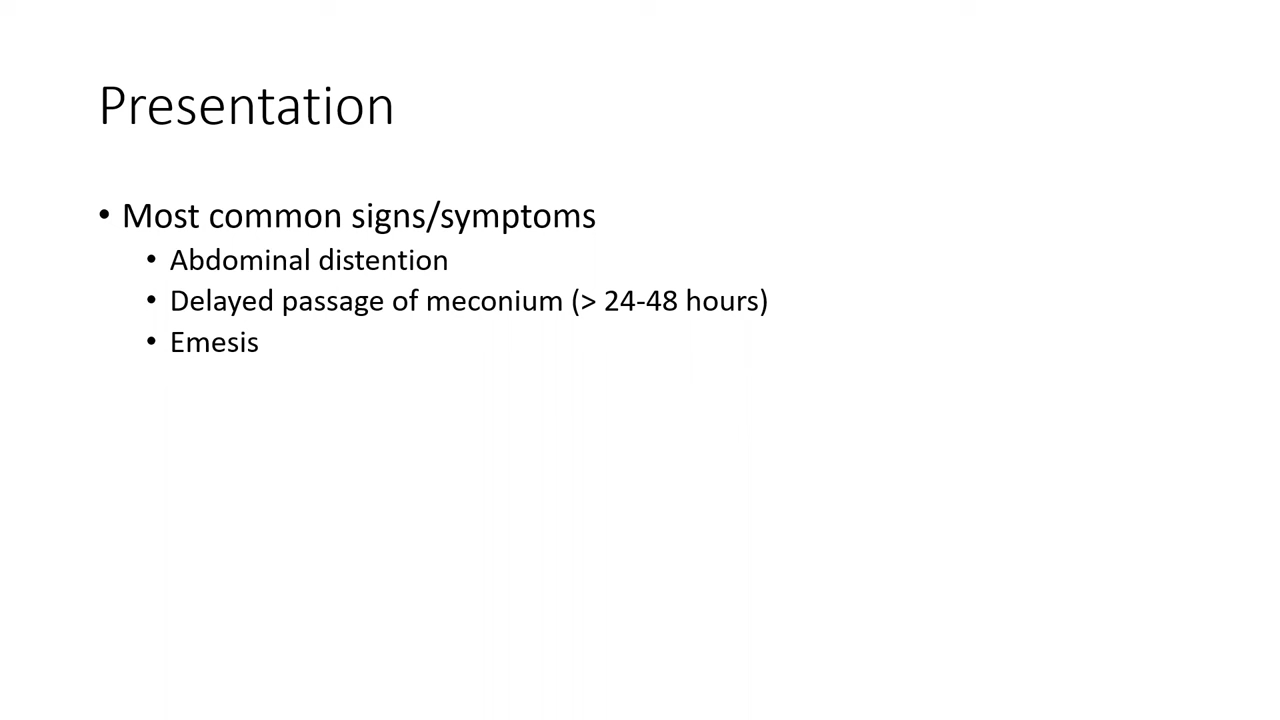 Presentation
• Most common signs/symptoms
• Abdominal distention
• Delayed passage of meconium (> 24-48 hours)
• Emesis